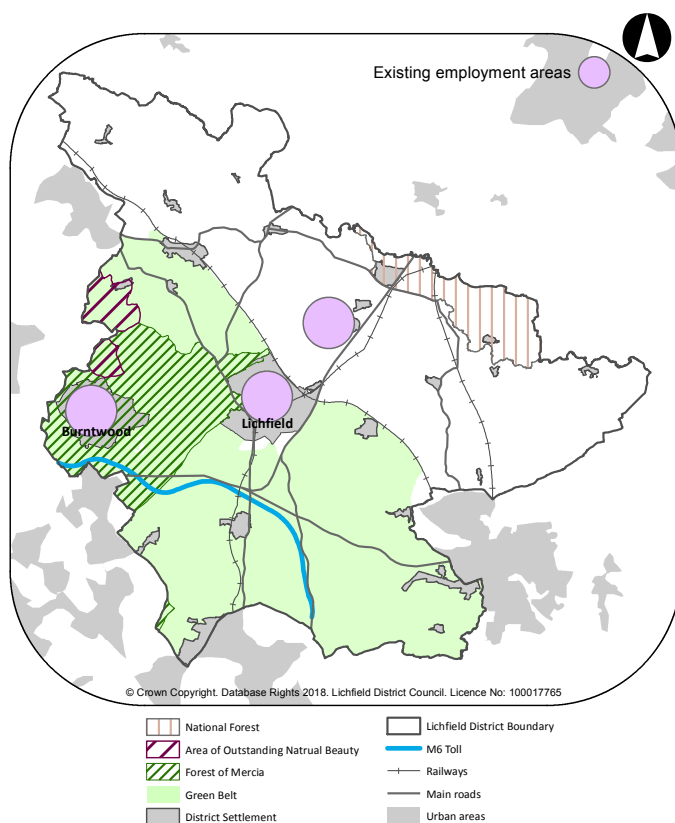 Existing employment areas
Burntwood
Lichfield
© Crown Copyright. Database Rights 2018. Lichfield District Council. Licence No: 100017765
National Forest
Area of Outstanding Natrual Beauty
Forest of Mercia
Green Belt
District Settlement
Lichfield District Boundary
M6 Toll
Railways
Main roads
Urban areas